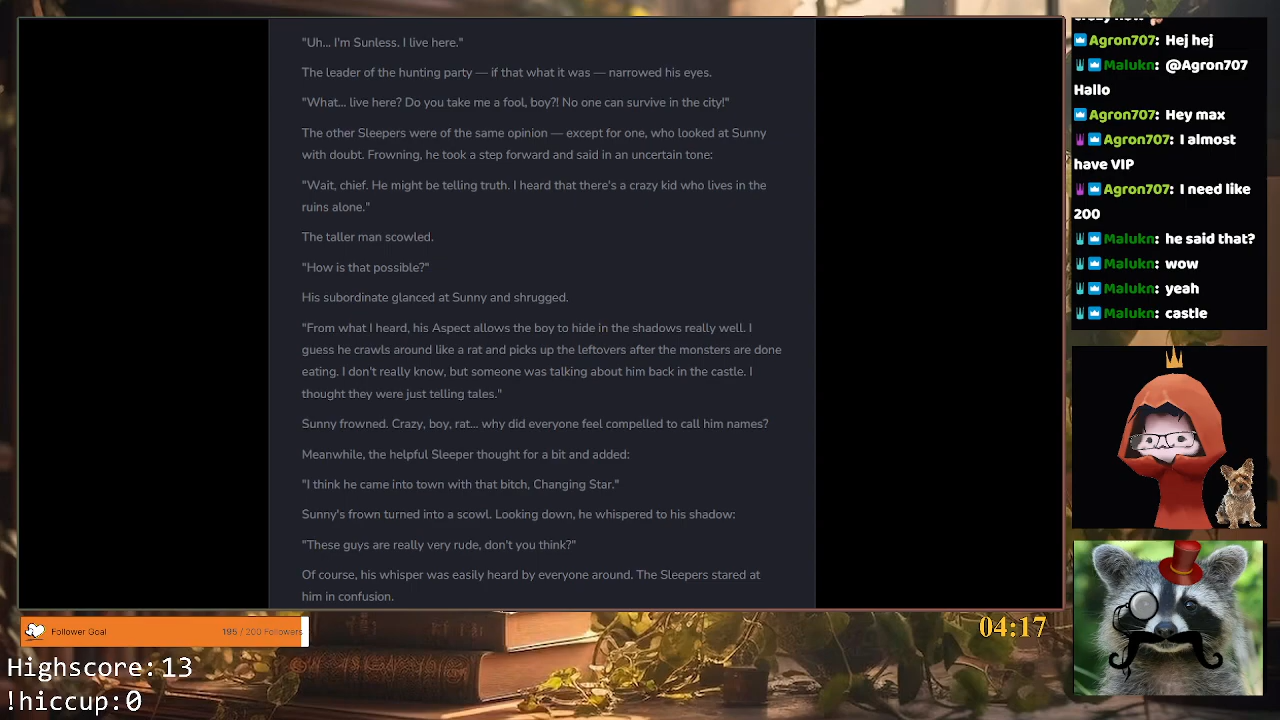 "Uh... I'm Sunless. I live here."
The leader of the hunting party — if that what it was — narrowed his eyes.
"What... live here? Do you take me a fool, boy?! No one can survive in the city!"
The other Sleepers were of the same opinion — except for one, who looked at Sunny
with doubt. Frowning, he took a step forward and said in an uncertain tone:
"Wait, chief. He might be telling truth. I heard that there's a crazy kid who lives in the
ruins alone."
The taller man scowled.
"How is that possible?"
His subordinate glanced at Sunny and shrugged.
"From what I heard, his Aspect allows the boy to hide in the shadows really well. I
guess he crawls around like a rat and picks up the leftovers after the monsters are done
eating. I don't really know, but someone was talking about him back in the castle. I
thought they were just telling tales."
Sunny frowned. Crazy, boy, rat... why did everyone feel compelled to call him names?
Meanwhile, the helpful Sleeper thought for a bit and added:
"I think he came into town with that bitch, Changing Star."
Sunny's frown turned into a scowl. Looking down, he whispered to his shadow:
"These guys are really very rude, don't you think?"
Of course, his whisper was easily heard by everyone around. The Sleepers stared at
him in confusion.
Agron707: Hej hej
Malukn: @Agron707
Hallo
Agron707: Hey max
Agron707: I almost
have VIP
Agron707: I need like
200
Malukn: he said that?
Malukn: wow
Malukn: yeah
Malukn: castle
Follower Goal
195 / 200 Followers
04:17
Highscore:13
!hiccup:0